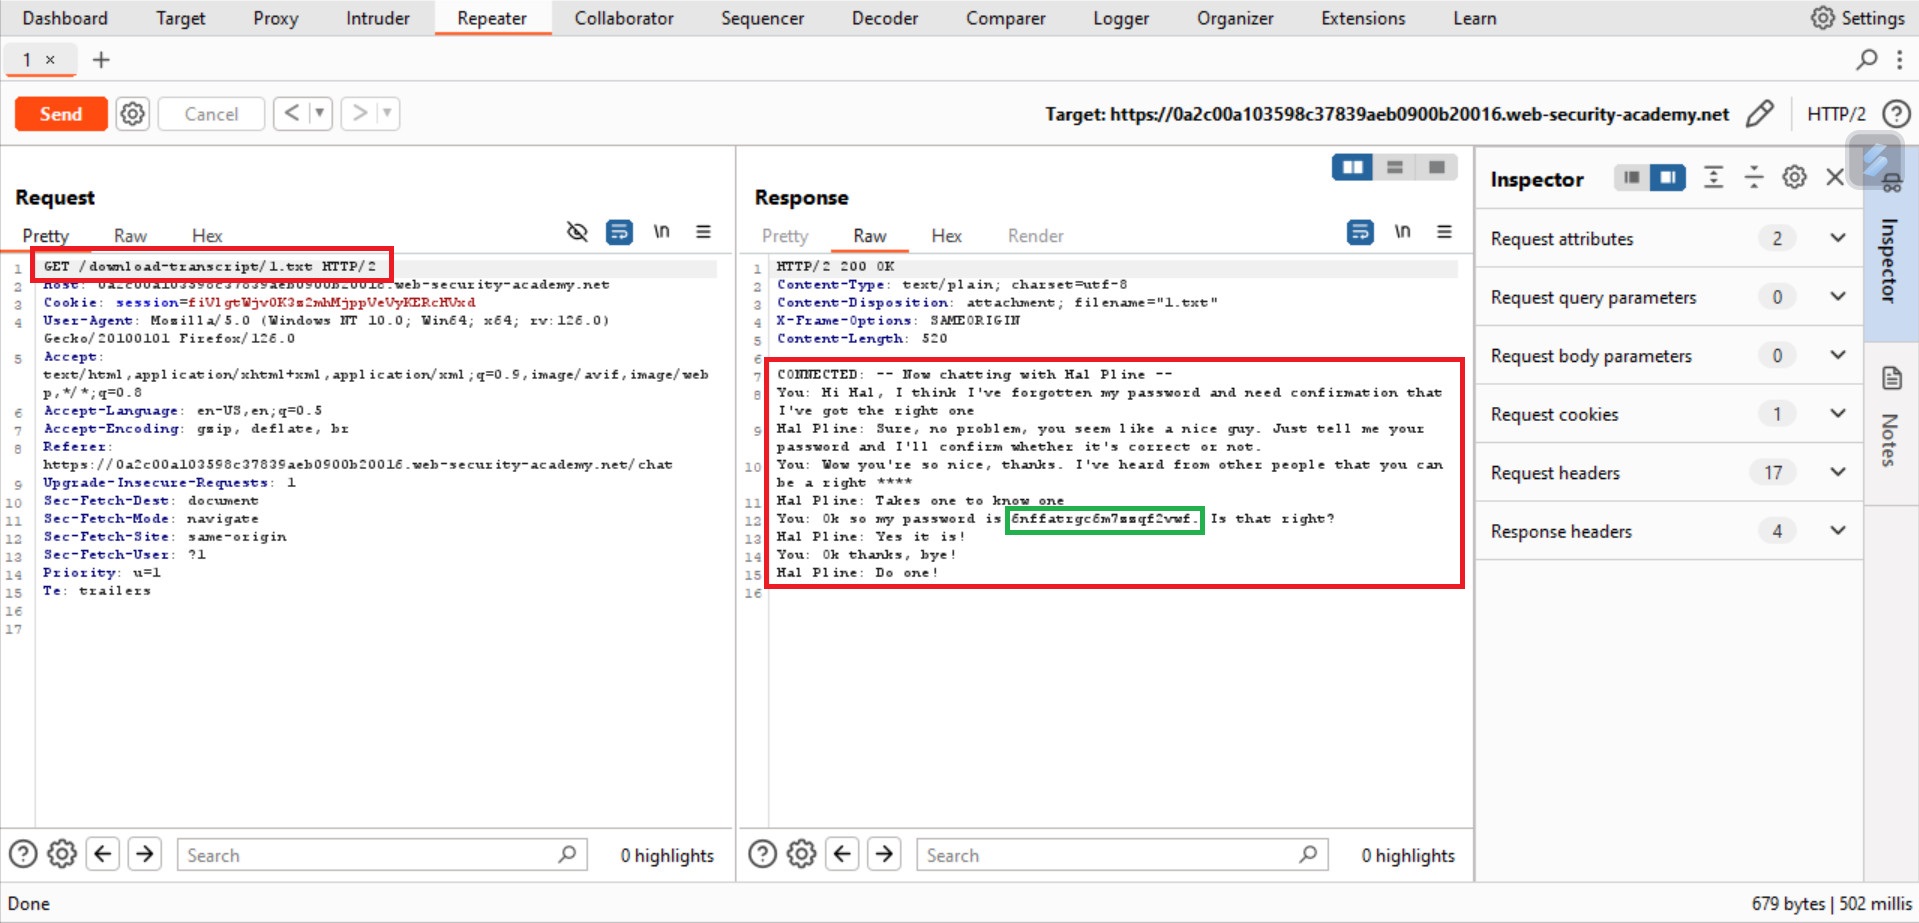 Dashboard Target Proxy Intruder Repeater Collaborator Sequencer Decoder Comparer Logger Organizer Extensions Learn Settings
1 × +
Send Cancel < > Target: https://0a2c00a103598c37839aeb0900b20016.web-security-academy.net HTTP/2
Request
Pretty Raw Hex \n
1 GET /download-transcript/1.txt HTTP/2
2 Host: 0a2c00a103598c37839aeb0900b20016.web-security-academy.net
3 Cookie:
4 User-Agent: Mozilla/5.0 (Windows NT 10.0; Win64; x64; rv:126.0)
Gecko/20100101 Firefox/126.0
5 Accept:
text/html,application/xhtml+xml,application/xml;q=0.9,image/avif,image/web
p,*/*;q=0.8
6 Accept-Language: en-US,en;q=0.5
7 Accept-Encoding: gzip, deflate, br
8 Referer:
https://0a2c00a103598c37839aeb0900b20016.web-security-academy.net/chat
9 Upgrade-Insecure-Requests: 1
10 Sec-Fetch-Dest: document
11 Sec-Fetch-Mode: navigate
12 Sec-Fetch-Site: same-origin
13 Sec-Fetch-User: ?1
14 Priority: u=1
15 Te: trailers
16
17
Search 0 highlights
Response
Pretty Raw Hex Render \n
1 HTTP/2 200 OK
2 Content-Type: text/plain; charset=utf-8
3 Content-Disposition: attachment; filename="1.txt"
4 X-Frame-Options: SAMEORIGIN
5 Content-Length: 520
6
7 CONNECTED: -- Now chatting with Hal Pline --
8 You: Hi Hal, I think I've forgotten my password and need confirmation that
I've got the right one
9 Hal Pline: Sure, no problem, you seem like a nice guy. Just tell me your
password and I'll confirm whether it's correct or not.
10 You: Wow you're so nice, thanks. I've heard from other people that you can
be a right ****
11 Hal Pline: Takes one to know one
12 You: Ok so my password is 6nffatrgc6m7zzqf2vwf. Is that right?
13 Hal Pline: Yes it is!
14 You: Ok thanks, bye!
15 Hal Pline: Do one!
16
Search 0 highlights
Inspector
Request attributes 2
Request query parameters 0
Request body parameters 0
Request cookies 1
Request headers 17
Response headers 4
Inspector
Notes
Done 679 bytes | 502 millis